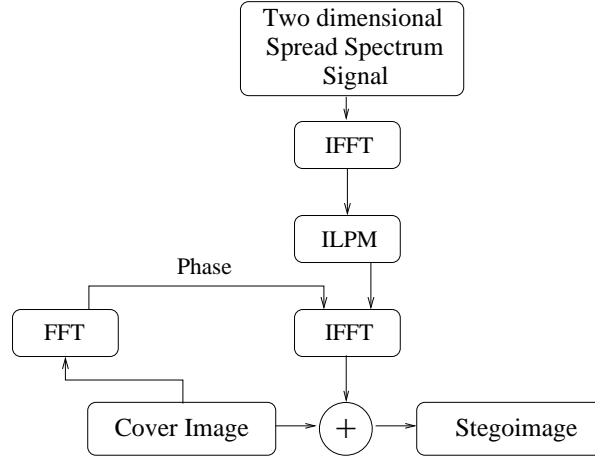 Two dimensional
Spread Spectrum
Signal
IFFT
ILPM
Phase
FFT
IFFT
Cover Image
+
Stegoimage